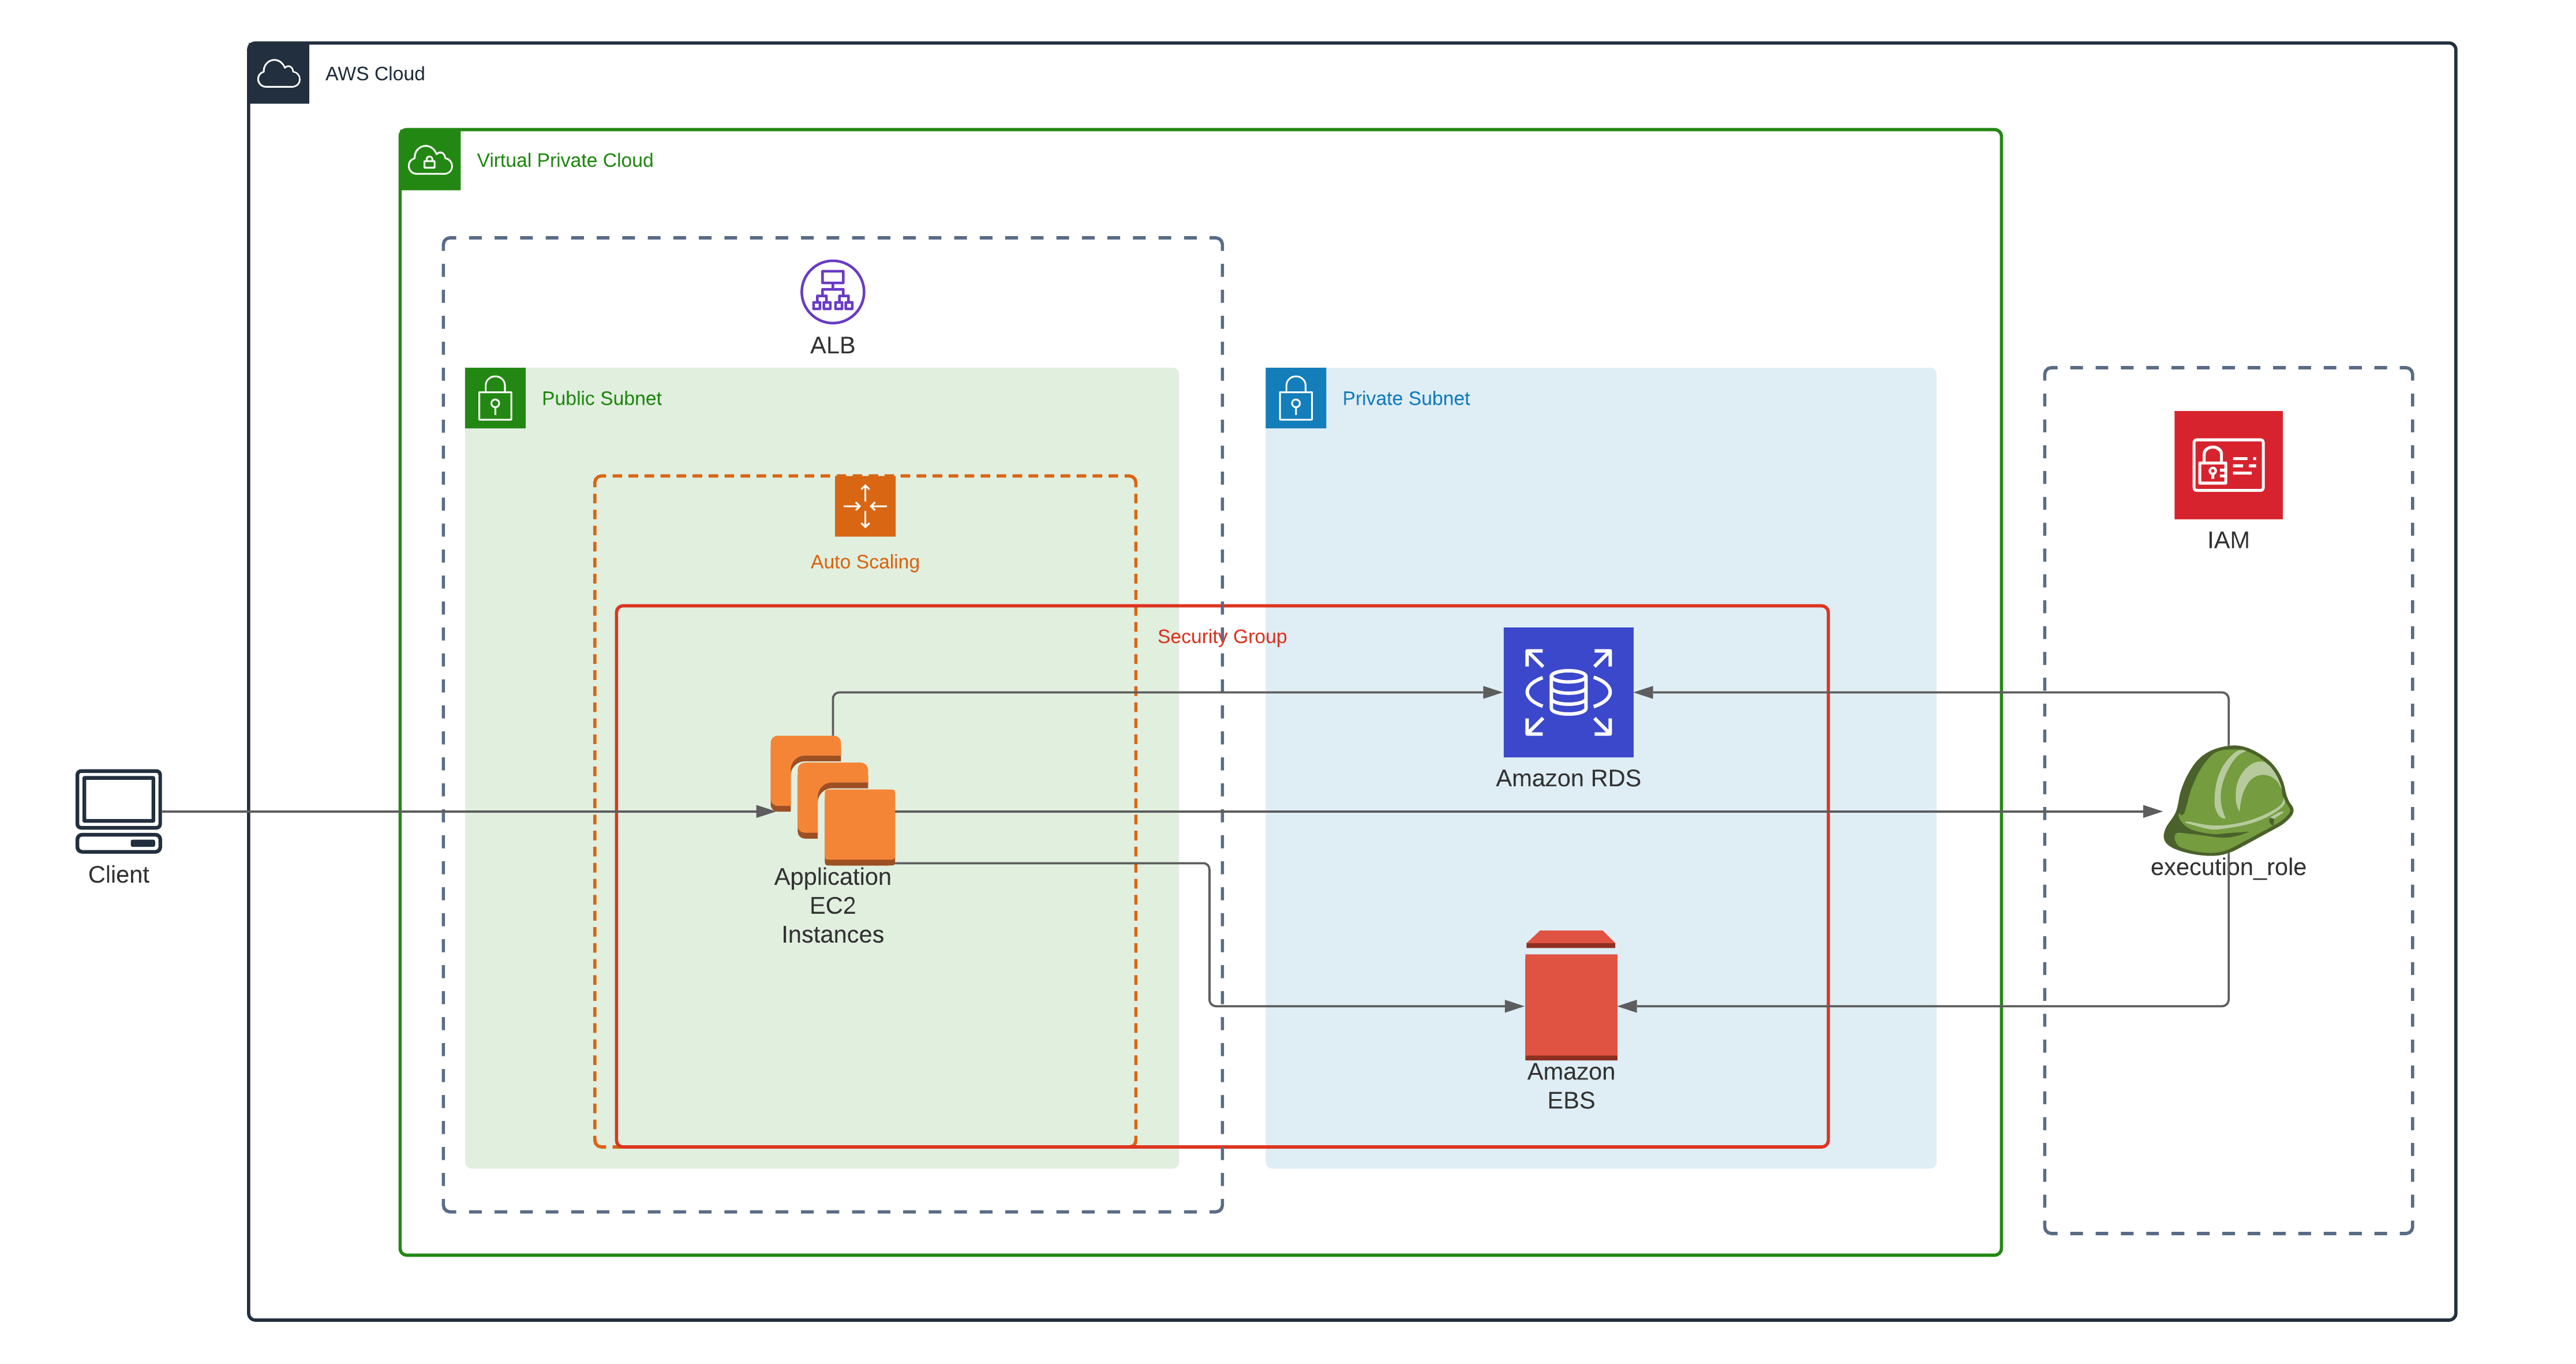 AWS Cloud
Virtual Private Cloud
ALB
Public Subnet
Private Subnet
Auto Scaling
IAM
Security Group
Amazon RDS
Client
Application
EC2
Instances
execution_role
Amazon
EBS